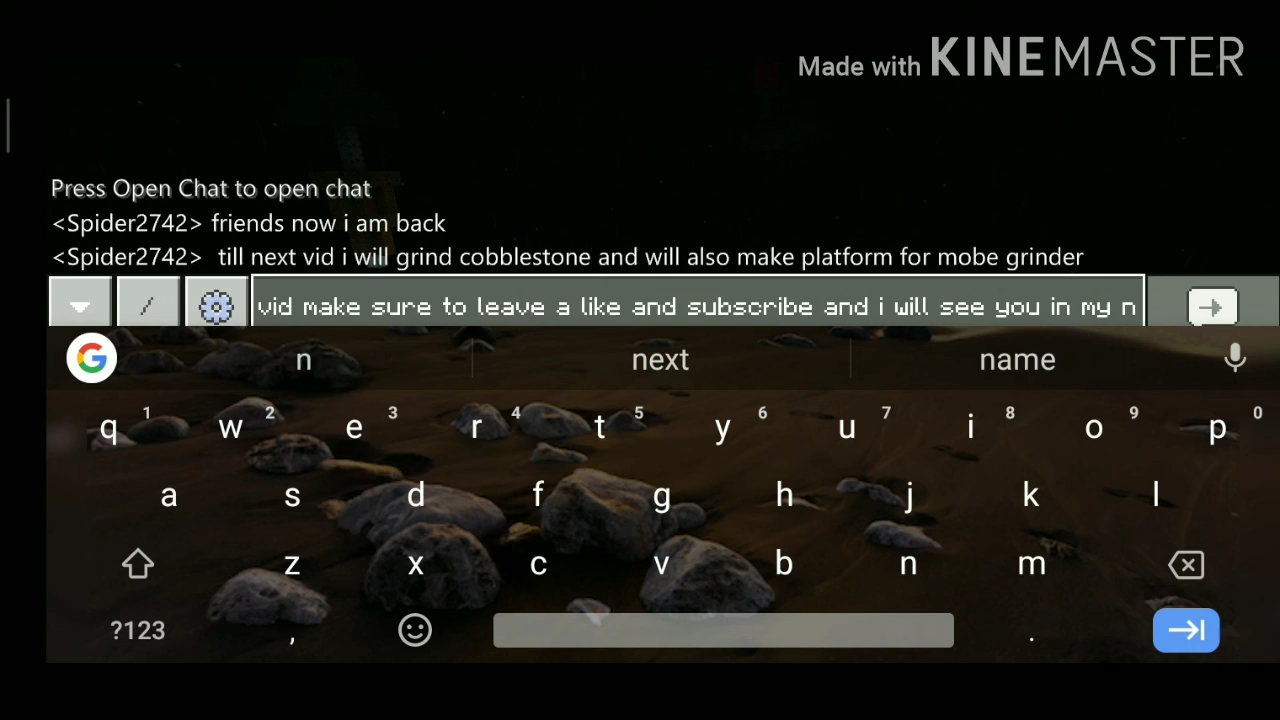 Made with KINEMASTER
Press Open Chat to open chat
<Spider2742> friends now i am back
<Spider2742> till next vid i will grind cobblestone and will also make platform for mobe grinder
/
vid make sure to leave a like and subscribe and i will see you in my n
G n next name
q 1 w 2 e 3 r 4 t 5 y 6 u 7 i 8 o 9 p 0
a s d f g h j k l
z x c v b n m
?123 , .